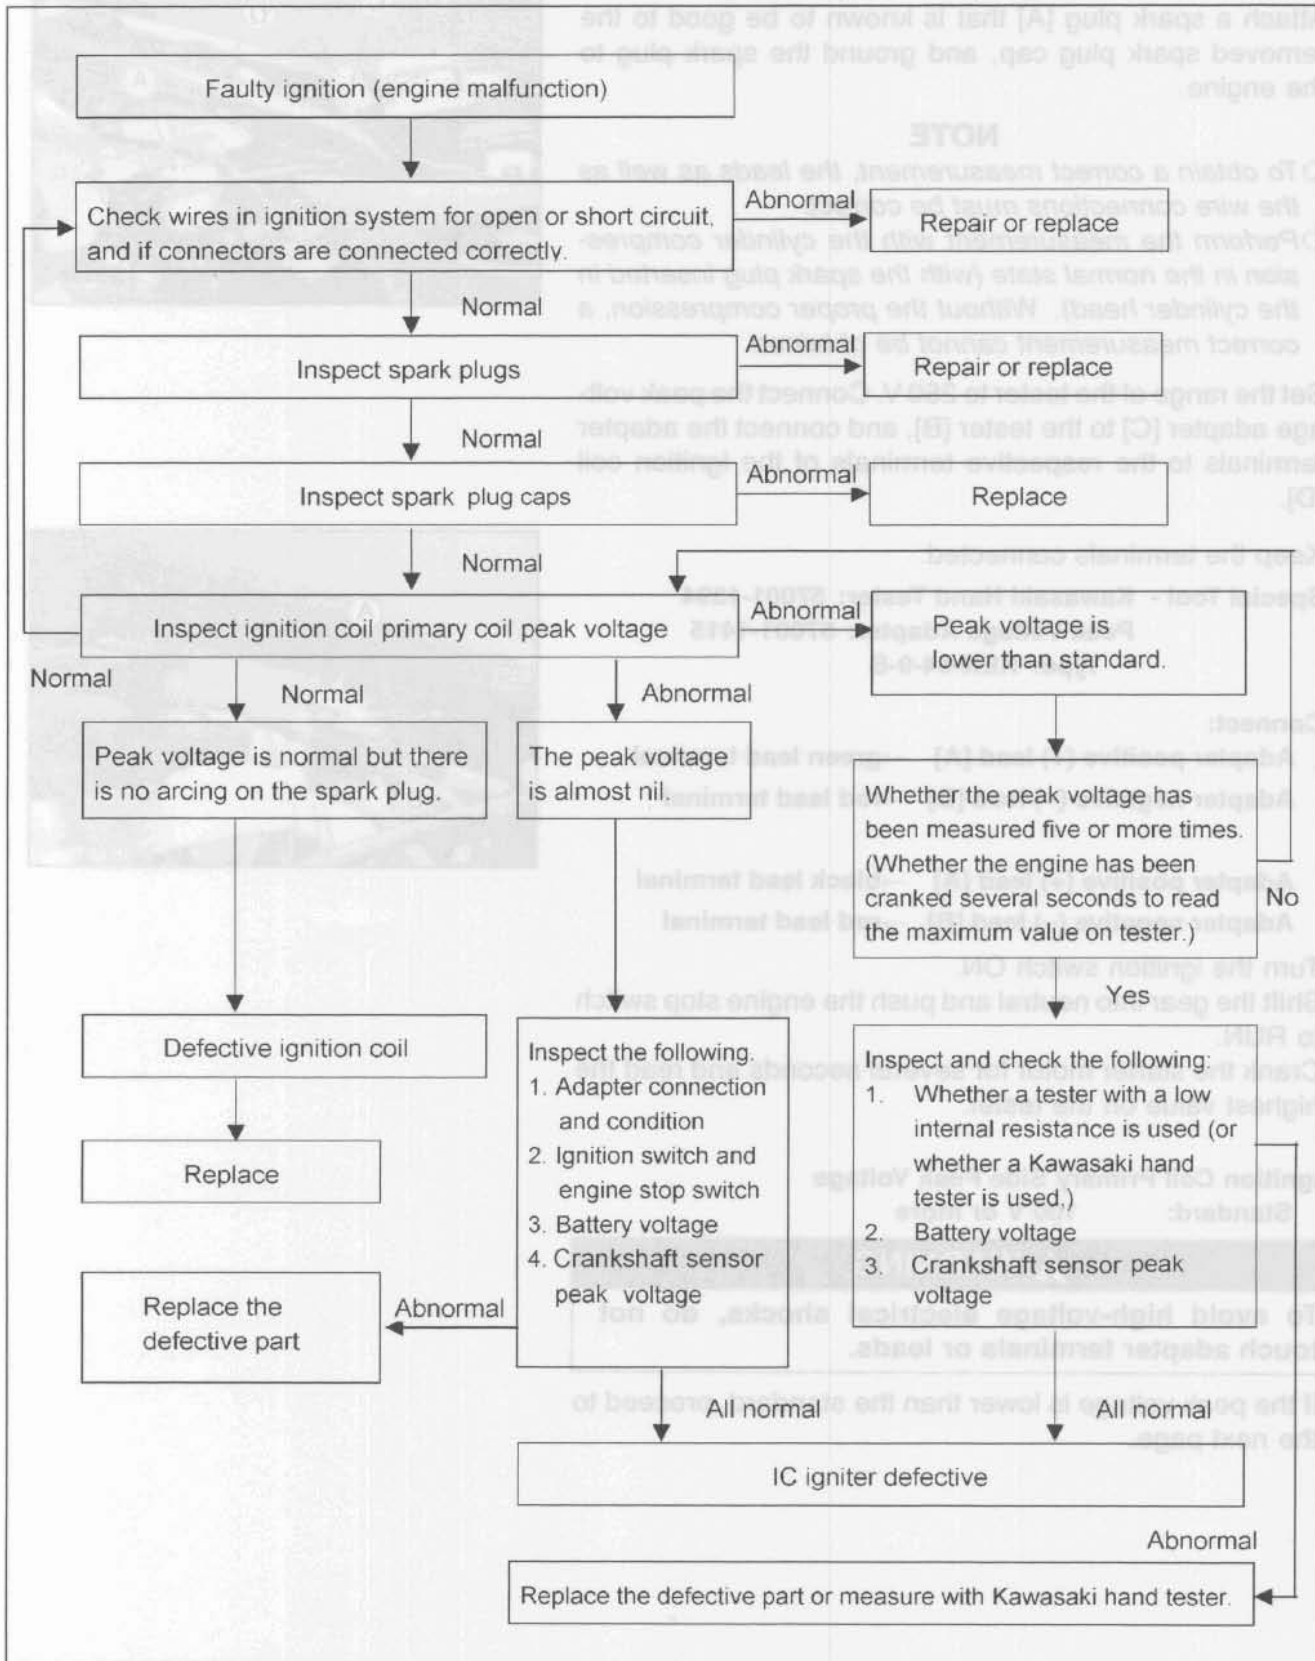 Faulty ignition (engine malfunction)
Check wires in ignition system for open or short circuit,
and if connectors are connected correctly.
Abnormal
Repair or replace
Normal
Inspect spark plugs
Abnormal
Repair or replace
Normal
Inspect spark plug caps
Abnormal
Replace
Normal
Inspect ignition coil primary coil peak voltage
Abnormal
Peak voltage is
lower than standard.
Normal
Normal
Abnormal
Peak voltage is normal but there
is no arcing on the spark plug.
The peak voltage
is almost nil.
Whether the peak voltage has
been measured five or more times.
(Whether the engine has been
cranked several seconds to read
the maximum value on tester.)
No
Yes
Defective ignition coil
Replace
Inspect the following.
1. Adapter connection
and condition
2. Ignition switch and
engine stop switch
3. Battery voltage
4. Crankshaft sensor
peak voltage
Inspect and check the following:
1. Whether a tester with a low
internal resistance is used (or
whether a Kawasaki hand
tester is used.)
2. Battery voltage
3. Crankshaft sensor peak
voltage
Replace the
defective part
Abnormal
All normal
All normal
IC igniter defective
Abnormal
Replace the defective part or measure with Kawasaki hand tester.